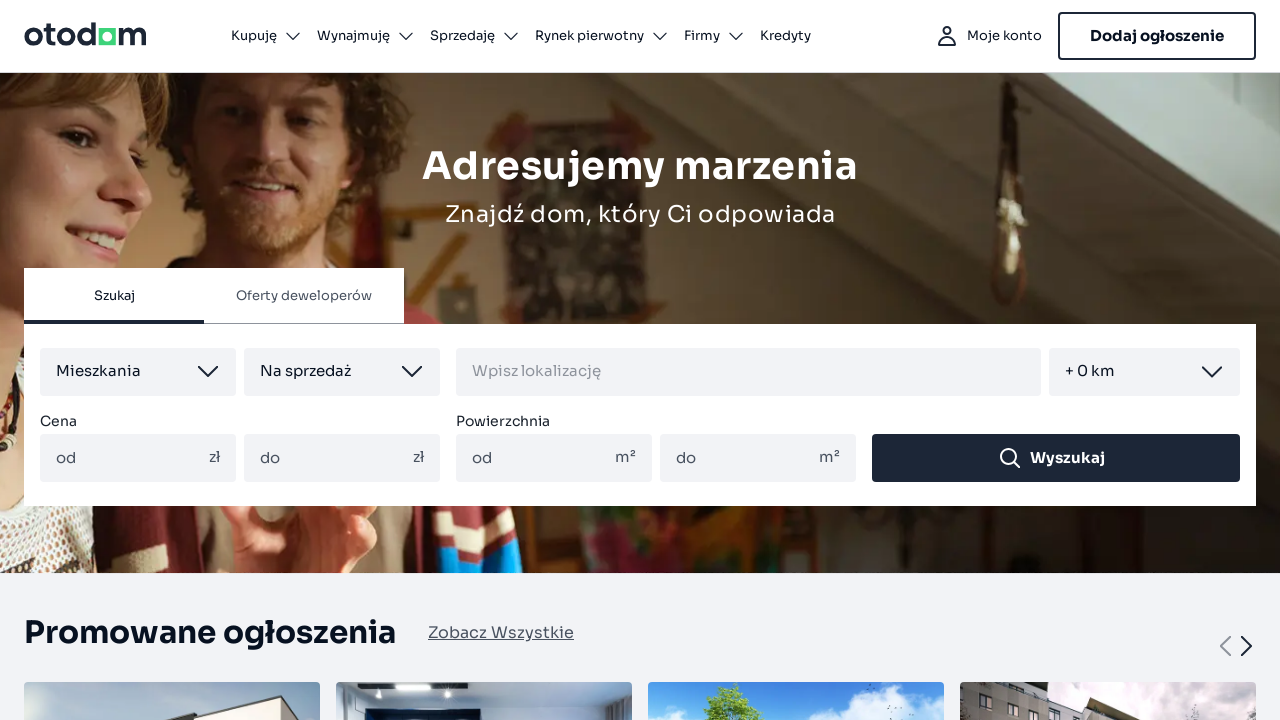 otodom
Kupuję
Wynajmuję
Sprzedaję
Rynek pierwotny
Firmy
Kredyty
Moje konto
Dodaj ogłoszenie
Adresujemy marzenia
Znajdź dom, który Ci odpowiada
Szukaj
Oferty deweloperów
Mieszkania
Na sprzedaż
Wpisz lokalizację
+ 0 km
Cena
Powierzchnia
od zł
do zł
od m²
do m²
Wyszukaj
Promowane ogłoszenia
Zobacz Wszystkie